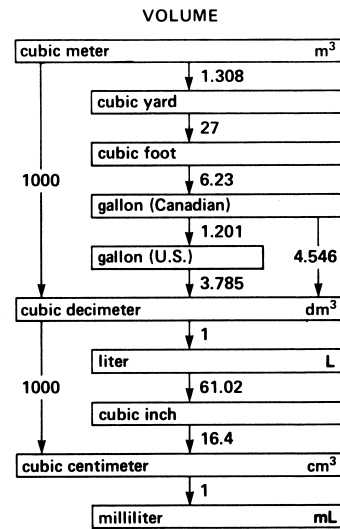 VOLUME
cubic meter m³
1.308
cubic yard
27
cubic foot
1000 6.23
gallon (Canadian)
1.201
gallon (U.S.) 4.546
3.785
cubic decimeter dm³
1
liter L
1000 61.02
cubic inch
16.4
cubic centimeter cm³
1
milliliter mL